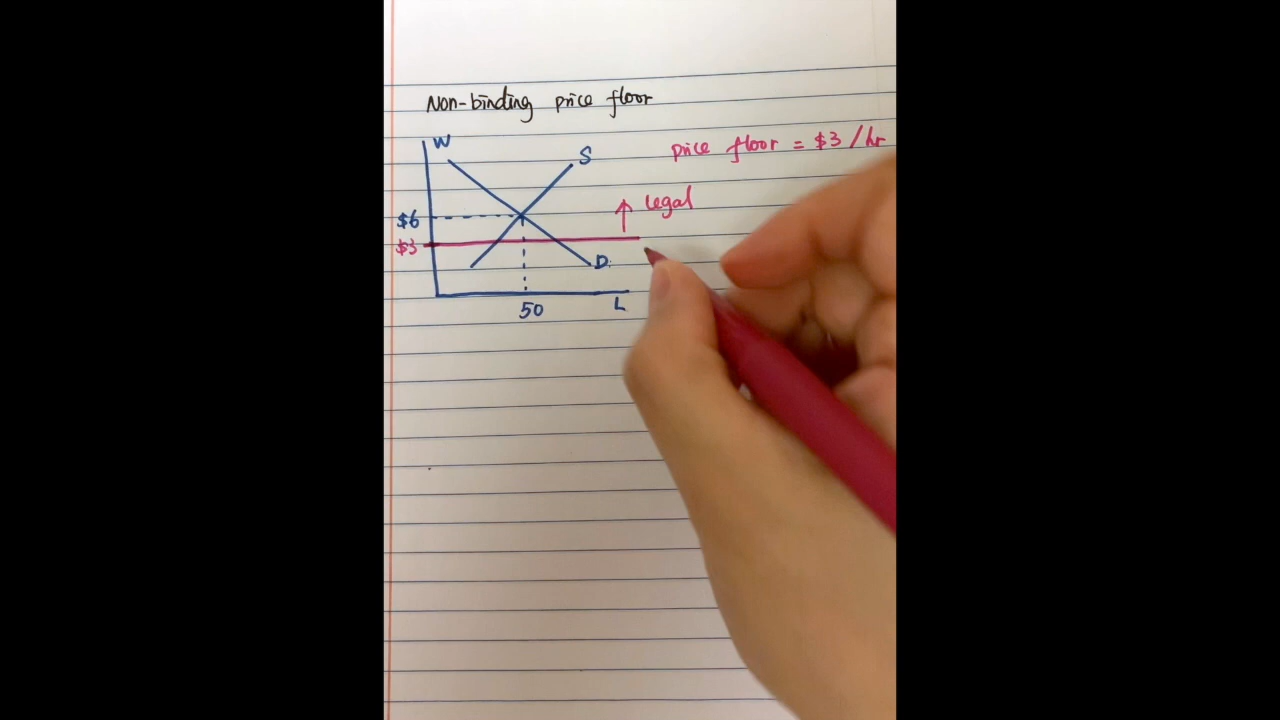 Non-binding price floor
W
S
price floor = $3/hr
legal
$6
$3
D
50
L